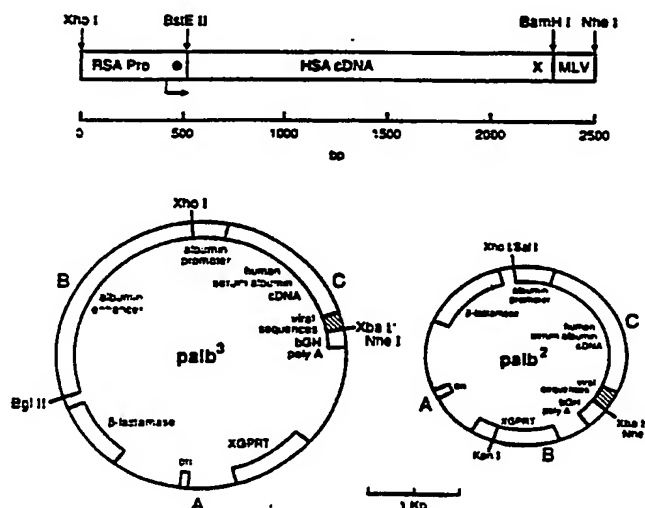 Xho I BstE II BamH I Nhe I
RSA Pro HSA cDNA X MLV
0 500 1000 1500 2000 2500
bp
Xho I
albumin
promoter
B
C
human
serum albumin
cDNA
albumin
enhancer
viral
sequences
bGH
poly A
Xba I'
Nhe I
palb3
Bgl II
β-lactamase
ori
XGPRT
A
Xho I/Sal I
albumin
promoter
β-lactamase
C
human
serum albumin
cDNA
palb2
viral
sequences
bGH
poly A
A
ori
Xba I
Nhe
XGPRT
Kpn I
B
1 Kb